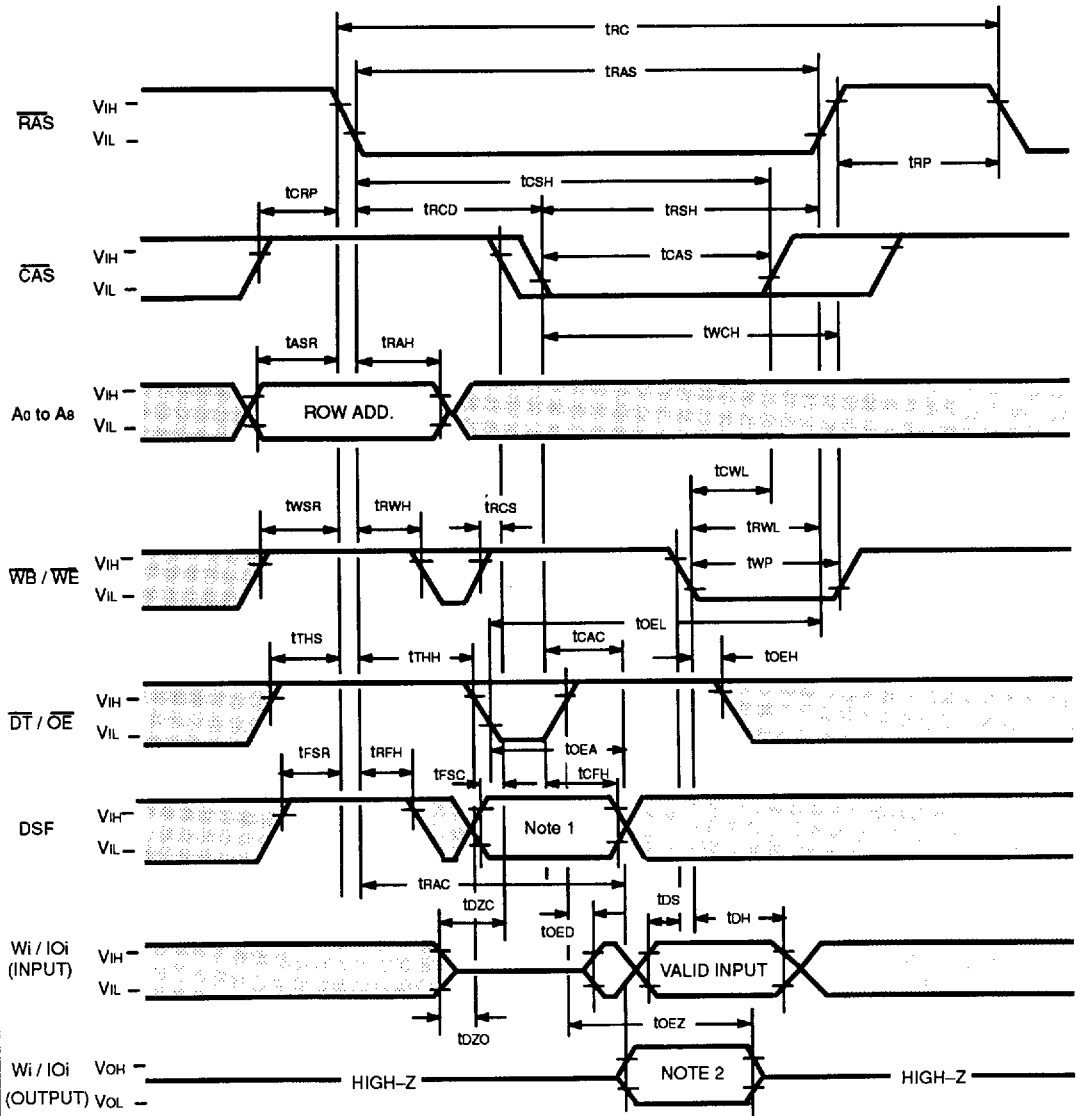 tRC
tRAS
RAS VIH
VIL
tRP
tCSH
tCRP tRCD tRSH
CAS VIH tCAS
VIL
tWCH
tASR tRAH
A0 to A8 VIH ROW ADD.
VIL
tCWL
tWSR tRWH tRCS tRWL
WB / WE VIH tWP
VIL
tOEL
tTHS tTHH tCAC tOEH
DT / OE VIH
VIL
tOEA
tFSR tRFH tFSC tCFH
DSF VIH Note 1
VIL
tRAC
tDZC tOED tDS tDH
Wi / IOi
(INPUT) VIH VALID INPUT
VIL
tDZO tOEZ
Wi / IOi VOH HIGH–Z NOTE 2 HIGH–Z
(OUTPUT) VOL